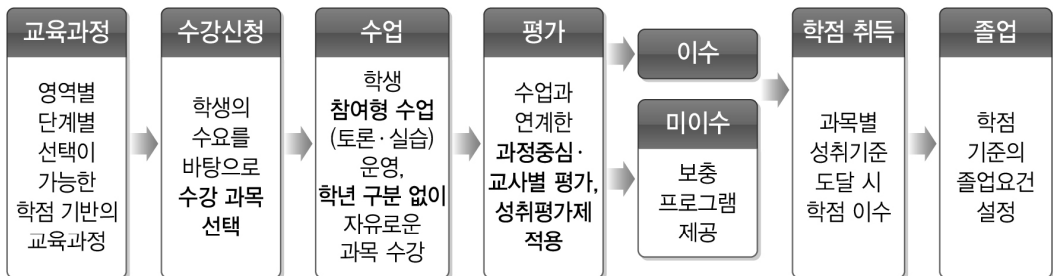 교육과정
영역별
단계별
선택이
가능한
학점 기반의
교육과정
수강신청
학생의
수요를
바탕으로
수강 과목
선택
수업
학생
참여형 수업
(토론·실습)
운영,
학년 구분 없이
자유로운
과목 수강
평가
수업과
연계한
과정중심·
교사별 평가,
성취평가제
적용
이수
미이수
보충
프로그램
제공
학점 취득
과목별
성취기준
도달 시
학점 이수
졸업
학점
기준의
졸업요건
설정